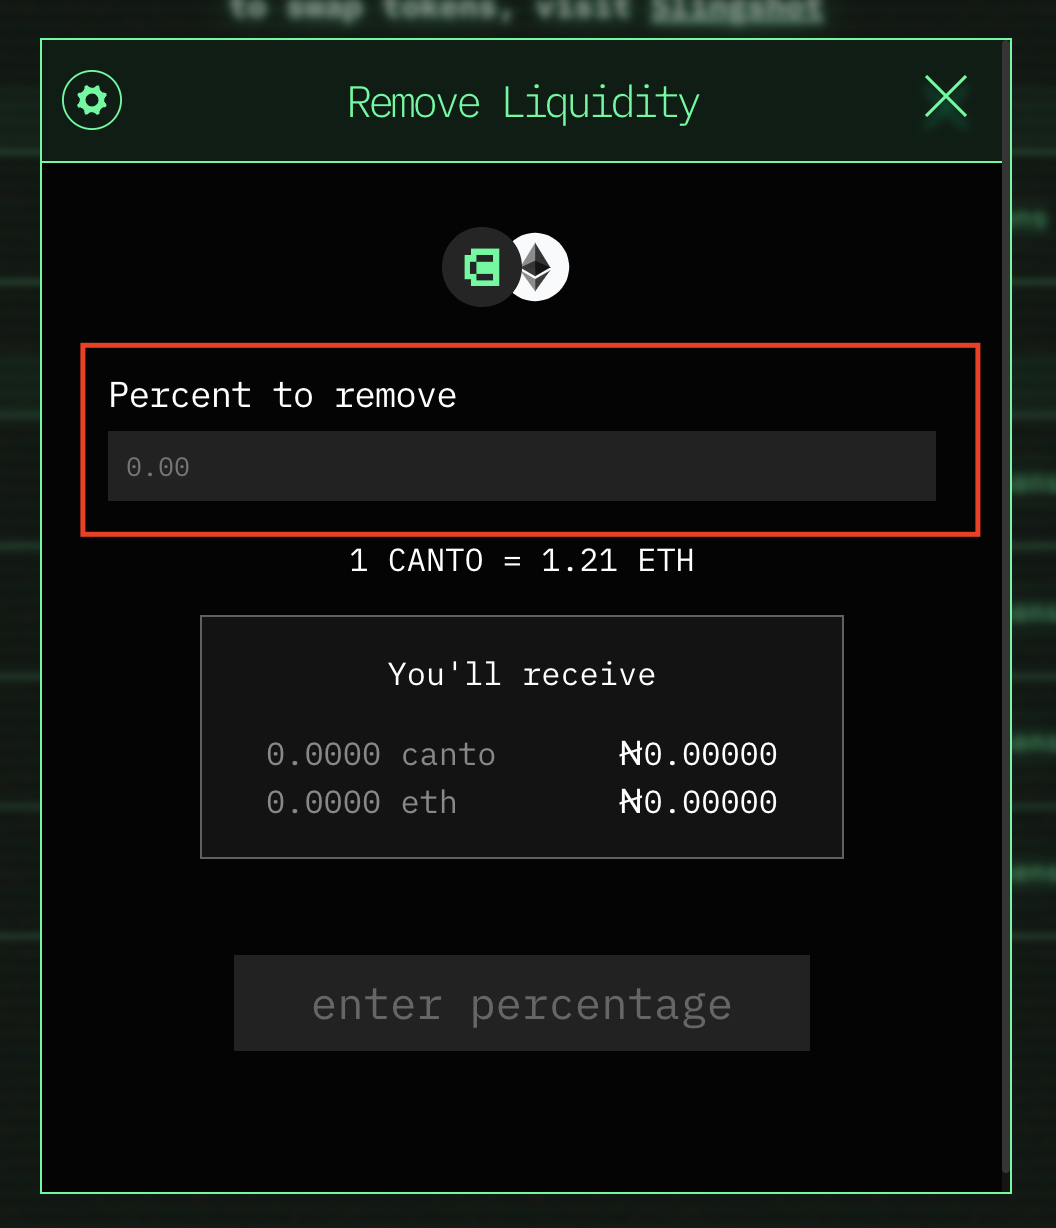 to swap tokens, visit Slingshot
Remove Liquidity
Percent to remove
0.00
1 CANTO = 1.21 ETH
You'll receive
0.0000 canto ₦0.00000
0.0000 eth ₦0.00000
enter percentage